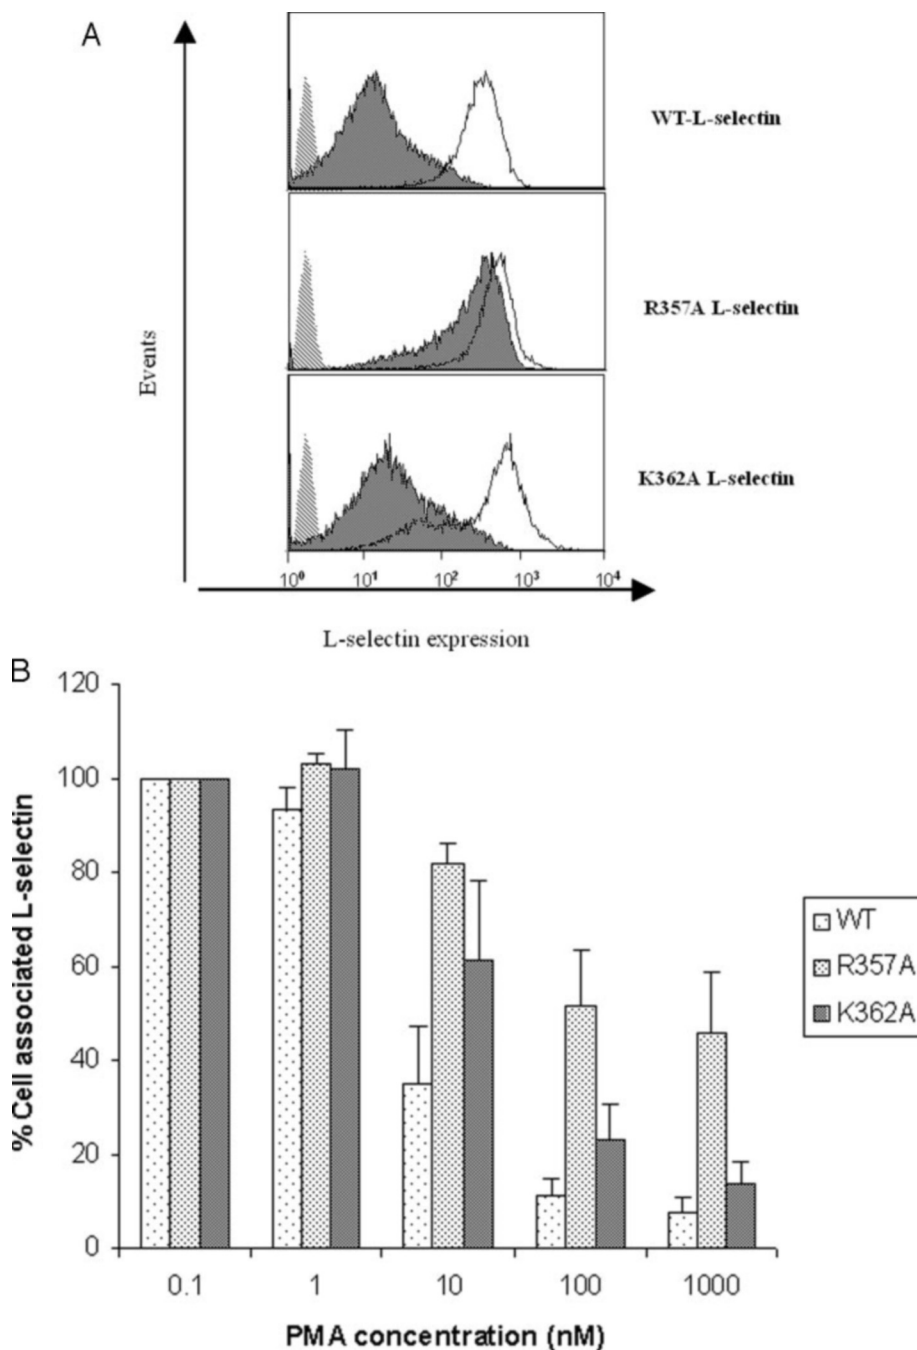 A
WT-L-selectin
R357A L-selectin
K362A L-selectin
Events
10⁰ 10¹ 10² 10³ 10⁴
L-selectin expression
B
120
100
80
60
40
20
0
% Cell associated L-selectin
WT
R357A
K362A
0.1 1 10 100 1000
PMA concentration (nM)